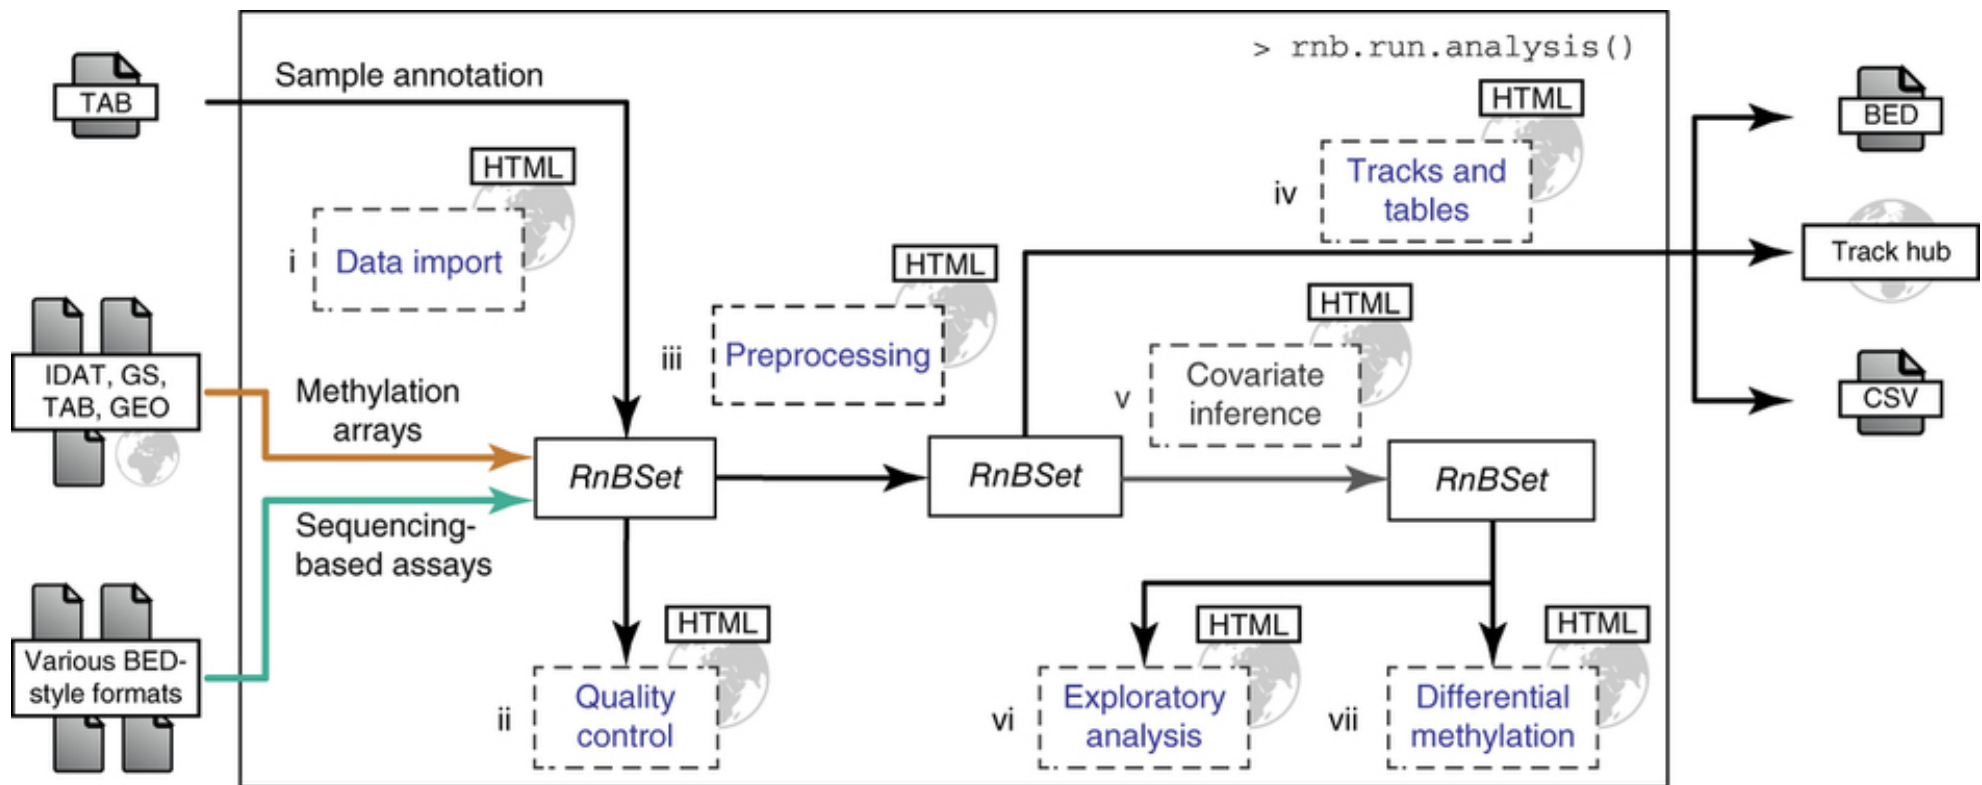 > rnb.run.analysis()
TAB
Sample annotation
HTML
i
Data import
IDAT, GS,
TAB, GEO
Methylation
arrays
Sequencing-
based assays
Various BED-
style formats
RnBSet
HTML
ii
Quality
control
HTML
iii
Preprocessing
RnBSet
HTML
iv
Tracks and
tables
HTML
v
Covariate
inference
RnBSet
HTML
vi
Exploratory
analysis
HTML
vii
Differential
methylation
BED
Track hub
CSV